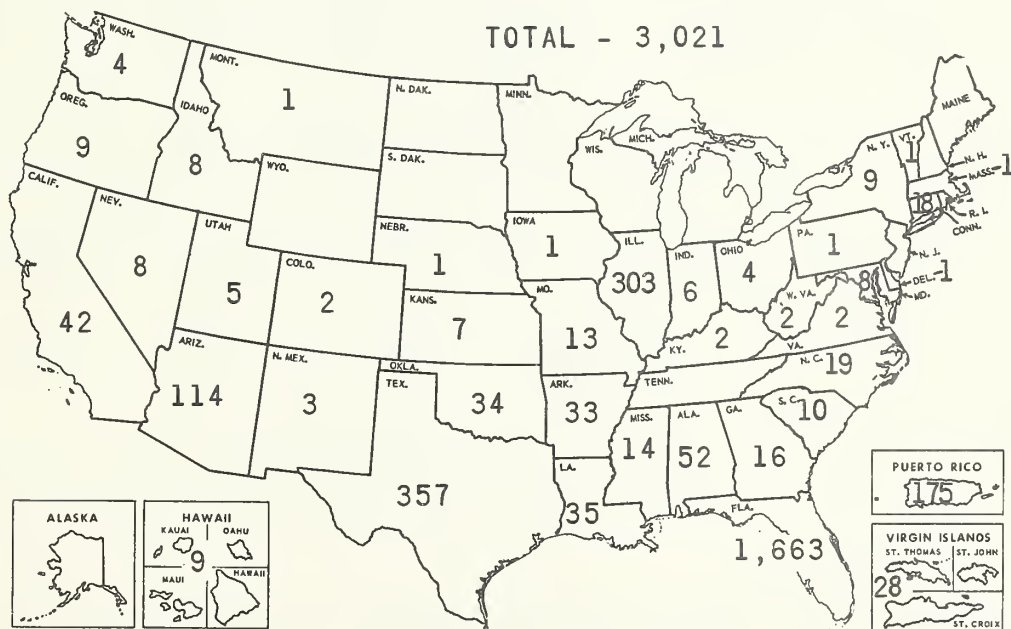 TOTAL - 3,021
WASH.
4
OREG.
9
CALIF.
42
NEV.
8
IDAHO
8
MONT.
1
WYO.
UTAH
5
ARIZ.
114
COLO.
2
N. MEX.
3
N. DAK.
S. DAK.
NEBR.
1
KANS.
7
OKLA.
34
TEX.
357
MINN.
IOWA
1
MO.
13
ARK.
33
LA.
35
WIS.
MICH.
ILL.
303
IND.
6
OHIO
4
KY.
2
TENN.
MISS.
14
ALA.
52
GA.
16
FLA.
1,663
S. C.
10
N. C.
19
VA.
2
W. VA.
2
PA.
1
N. Y.
9
VT.
1
MAINE
N. H.
MASS.-1
18
R. I.
CONN.
N. J.
DEL.-1
MD.
8
ALASKA
HAWAII
KAUAI
OAHU
9
MAUI
HAWAII
PUERTO RICO
175
VIRGIN ISLANDS
ST. THOMAS
ST. JOHN
28
ST. CROIX